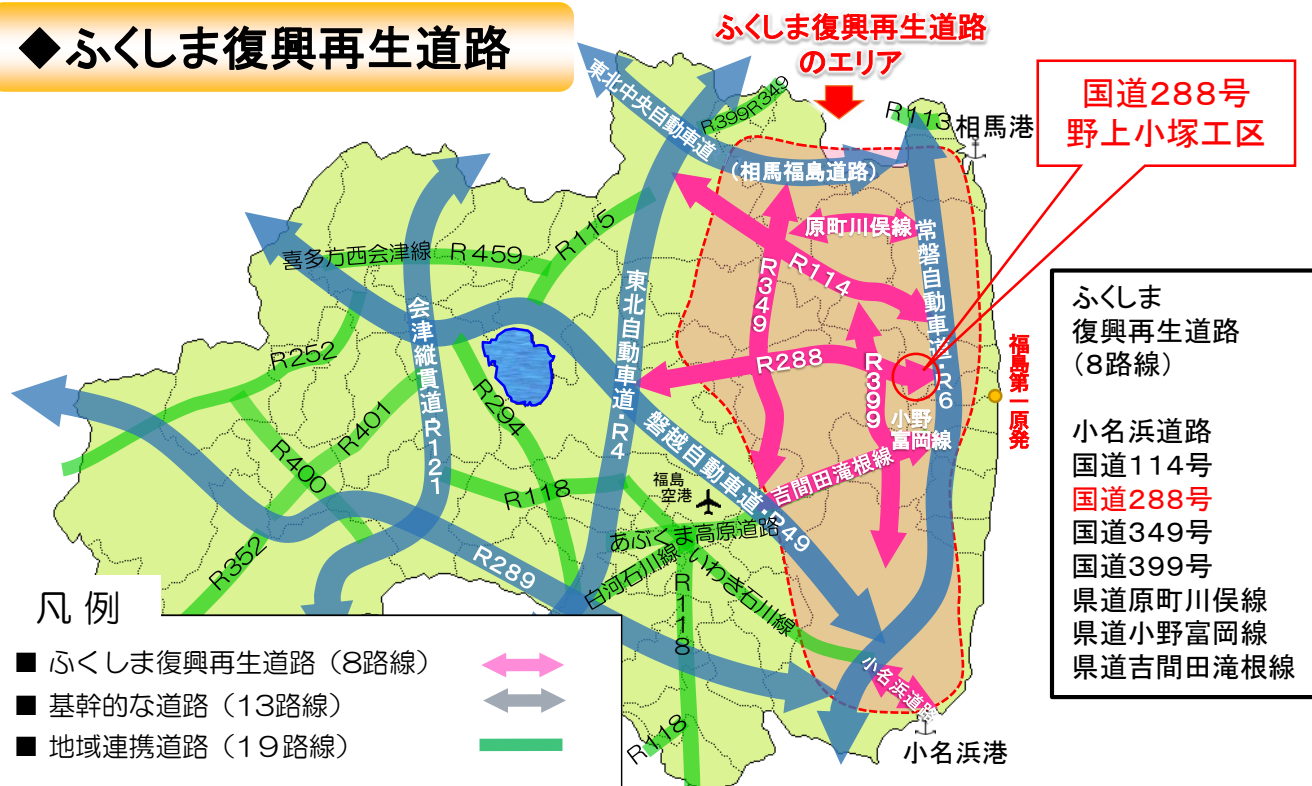 ◆ふくしま復興再生道路
ふくしま復興再生道路
のエリア
国道288号
野上小塚工区
東北中央自動車道
R399R349
R113
相馬港
(相馬福島道路)
原町川俣線
常磐自動車道・R6
喜多方西会津線
R459
R115
R114
R349
東北自動車道・R4
会津縦貫道・R121
R252
R288
R399
福島第一原発
R294
R401
磐越自動車道・R49
小野
富岡線
R400
R118
福島
空港
吉間田滝根線
あぶくま高原道路
R352
R289
白河石川線
いわき石川線
R118
小名浜道路
R118
小名浜港
ふくしま
復興再生道路
(8路線)
小名浜道路
国道114号
国道288号
国道349号
国道399号
県道原町川俣線
県道小野富岡線
県道吉間田滝根線
凡 例
■ ふくしま復興再生道路(8路線)
■ 基幹的な道路(13路線)
■ 地域連携道路(19路線)